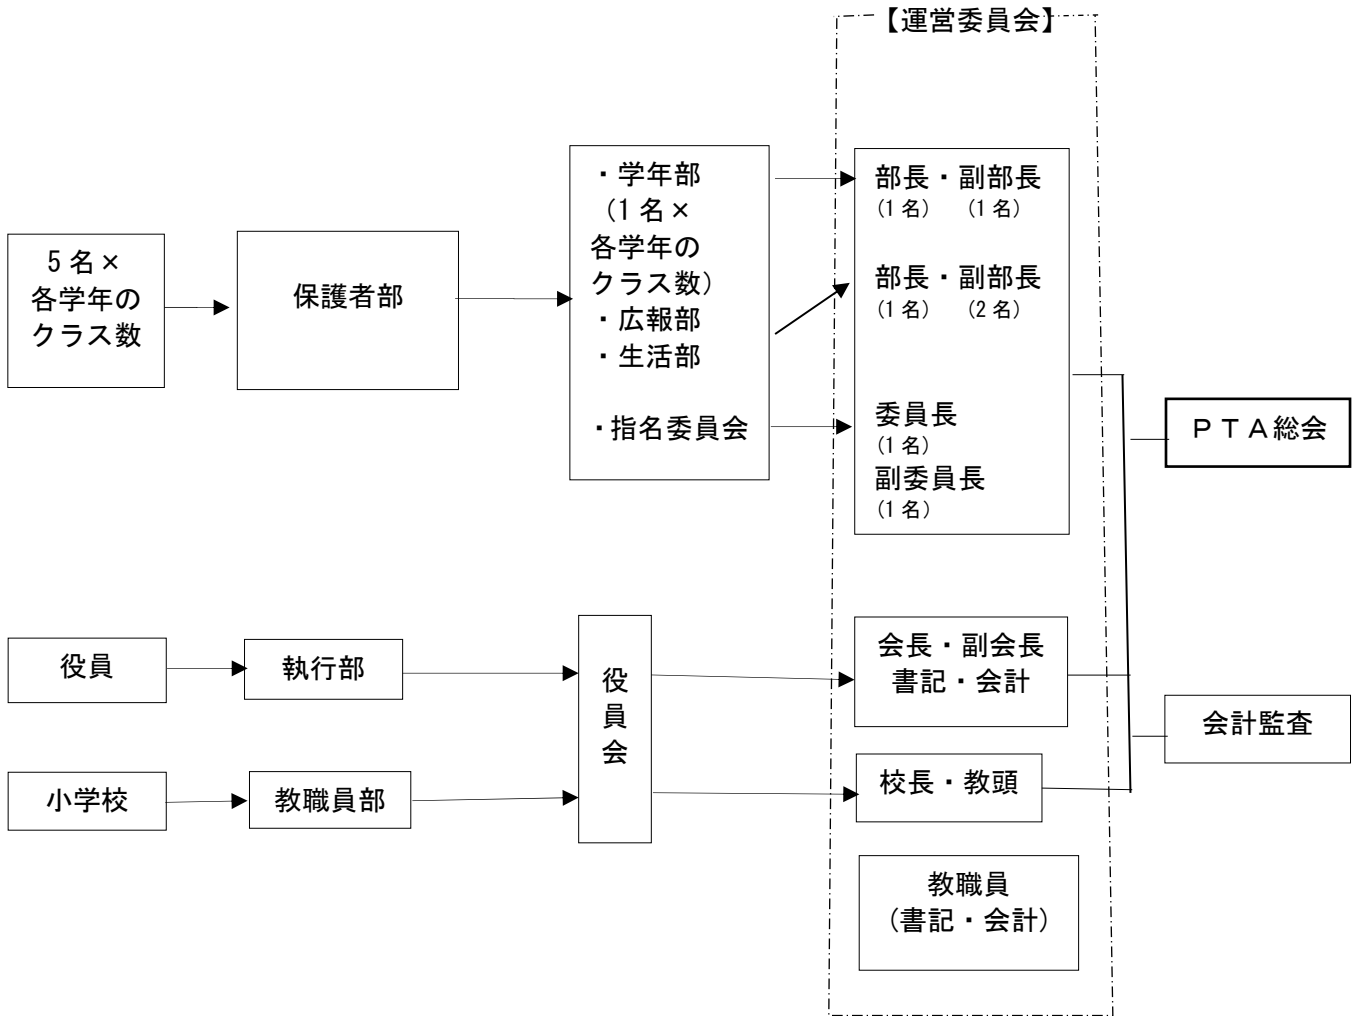 【運営委員会】
5名×
各学年の
クラス数
保護者部
・学年部
(1名×
各学年の
クラス数)
・広報部
・生活部
・指名委員会
部長・副部長
(1名) (1名)
部長・副部長
(1名) (2名)
委員長
(1名)
副委員長
(1名)
PTA総会
役員
執行部
役員会
会長・副会長
書記・会計
会計監査
小学校
教職員部
校長・教頭
教職員
(書記・会計)